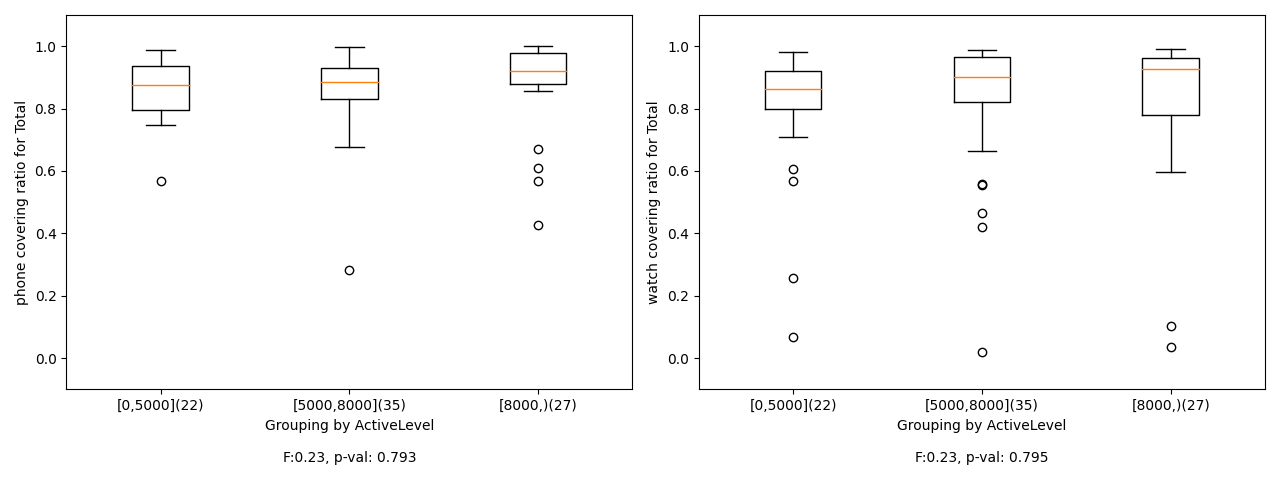 phone covering ratio for Total
1.0
0.8
0.6
0.4
0.2
0.0
[0,5000](22) [5000,8000](35) [8000,)(27)
Grouping by ActiveLevel
F:0.23, p-val: 0.793
watch covering ratio for Total
1.0
0.8
0.6
0.4
0.2
0.0
[0,5000](22) [5000,8000](35) [8000,)(27)
Grouping by ActiveLevel
F:0.23, p-val: 0.795